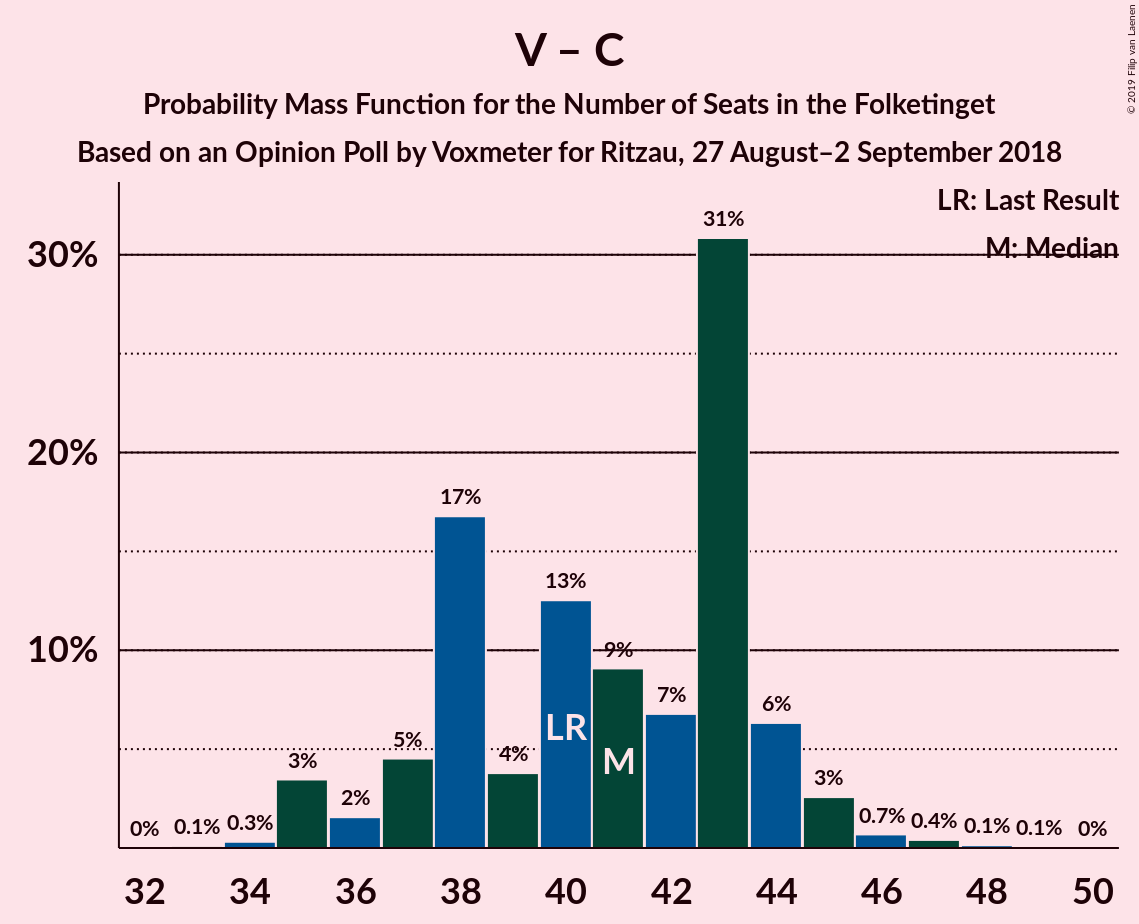 V – C
Probability Mass Function for the Number of Seats in the Folketinget
Based on an Opinion Poll by Voxmeter for Ritzau, 27 August–2 September 2018
© 2019 Filip van Laenen
LR: Last Result
M: Median
30%
20%
10%
0%
0.1%
0.3%
3%
2%
5%
17%
4%
13%
9%
7%
31%
6%
3%
0.7%
0.4%
0.1%
0.1%
0%
LR
M
32 34 36 38 40 42 44 46 48 50